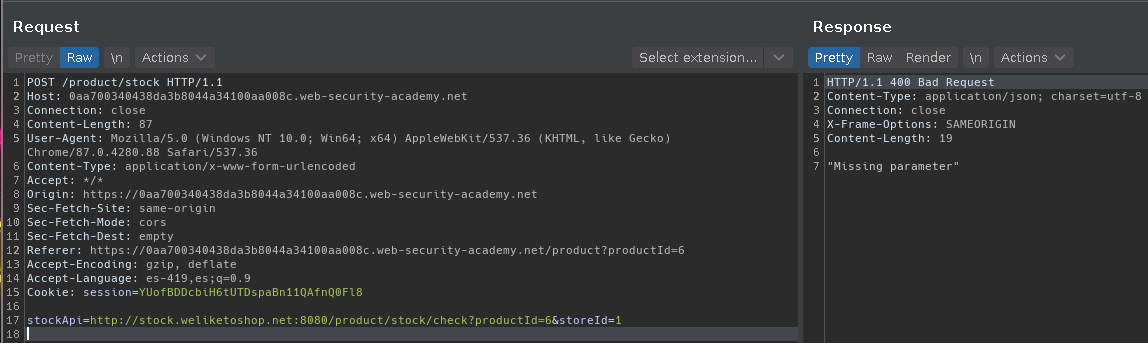 Request
Pretty Raw \n Actions Select extension...
1 POST /product/stock HTTP/1.1
2 Host: 0aa700340438da3b8044a34100aa008c.web-security-academy.net
3 Connection: close
4 Content-Length: 87
5 User-Agent: Mozilla/5.0 (Windows NT 10.0; Win64; x64) AppleWebKit/537.36 (KHTML, like Gecko)
Chrome/87.0.4280.88 Safari/537.36
6 Content-Type: application/x-www-form-urlencoded
7 Accept: */*
8 Origin: https://0aa700340438da3b8044a34100aa008c.web-security-academy.net
9 Sec-Fetch-Site: same-origin
10 Sec-Fetch-Mode: cors
11 Sec-Fetch-Dest: empty
12 Referer: https://0aa700340438da3b8044a34100aa008c.web-security-academy.net/product?productId=6
13 Accept-Encoding: gzip, deflate
14 Accept-Language: es-419,es;q=0.9
15 Cookie: session=YUofBDDcbiH6tUTDspaBn11QAfnQ0Fl8
16
17 stockApi=http://stock.weliketoshop.net:8080/product/stock/check?productId=6&storeId=1
18
Response
Pretty Raw Render \n Actions
1 HTTP/1.1 400 Bad Request
2 Content-Type: application/json; charset=utf-8
3 Connection: close
4 X-Frame-Options: SAMEORIGIN
5 Content-Length: 19
6
7 "Missing parameter"